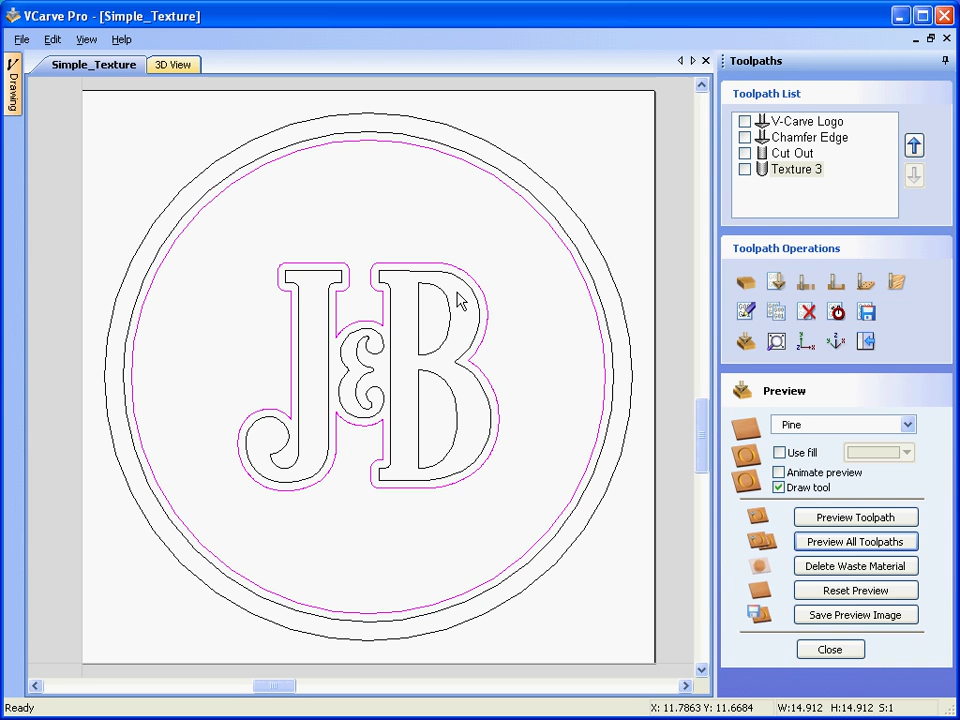 VCarve Pro - [Simple_Texture]
File Edit View Help
Simple_Texture 3D View
Toolpaths
V Drawing
Toolpath List
V-Carve Logo
Chamfer Edge
Cut Out
Texture 3
Toolpath Operations
J&B
Preview
Pine
Use fill
Animate preview
Draw tool
Preview Toolpath
Preview All Toolpaths
Delete Waste Material
Reset Preview
Save Preview Image
Close
Ready X: 11.7863 Y: 11.6684 W:14.912 H:14.912 S:1